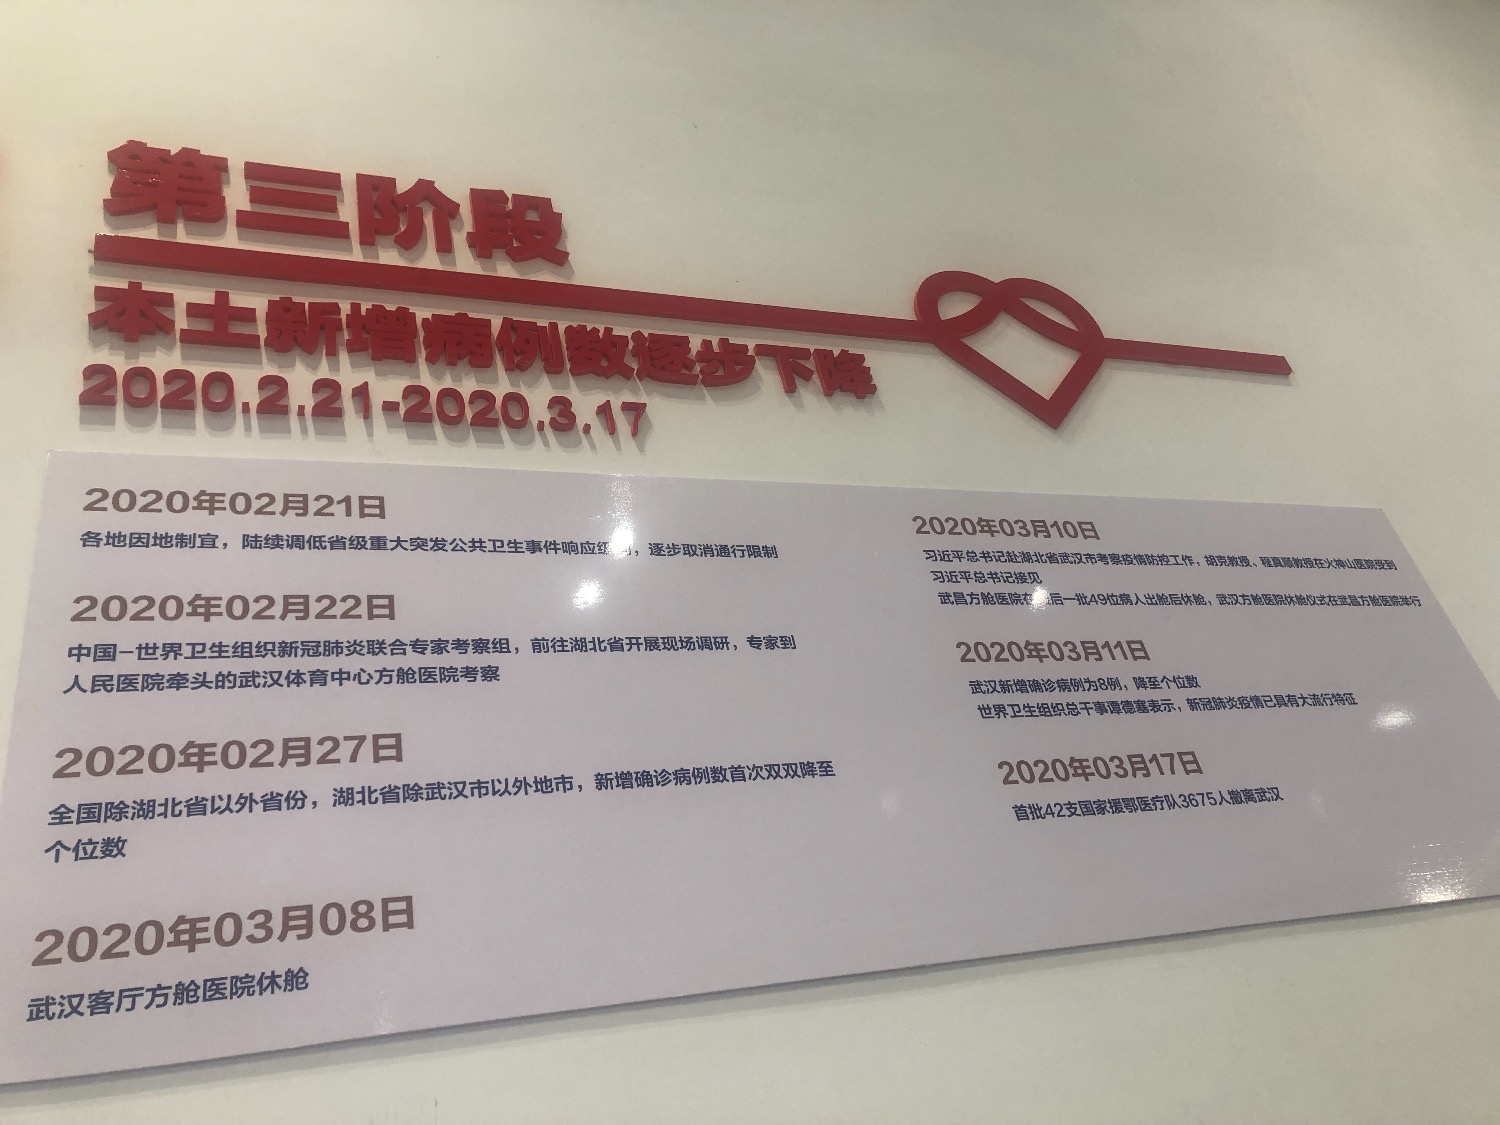 第三阶段
本土新增病例数逐步下降
2020.2.21-2020.3.17
2020年02月21日
各地因地制宜，陆续调低省级重大突发公共卫生事件响应级，逐步取消通行限制
2020年02月22日
中国－世界卫生组织新冠肺炎联合专家考察组，前往湖北省开展现场调研，专家到
人民医院牵头的武汉体育中心方舱医院考察
2020年02月27日
全国除湖北省以外省份，湖北省除武汉市以外地市，新增确诊病例数首次双双降至
个位数
2020年03月08日
武汉客厅方舱医院休舱
2020年03月10日
习近平总书记赴湖北省武汉市考察疫情防控工作，胡克教授、程真顺教授在火神山医院受到
习近平总书记接见
武昌方舱医院在后一批49位病人出舱后休舱，武汉方舱医院休舱仪式在武昌方舱医院举行
2020年03月11日
武汉新增确诊病例为8例，降至个位数
世界卫生组织总干事谭德塞表示，新冠肺炎疫情已具有大流行特征
2020年03月17日
首批42支国家援鄂医疗队3675人撤离武汉